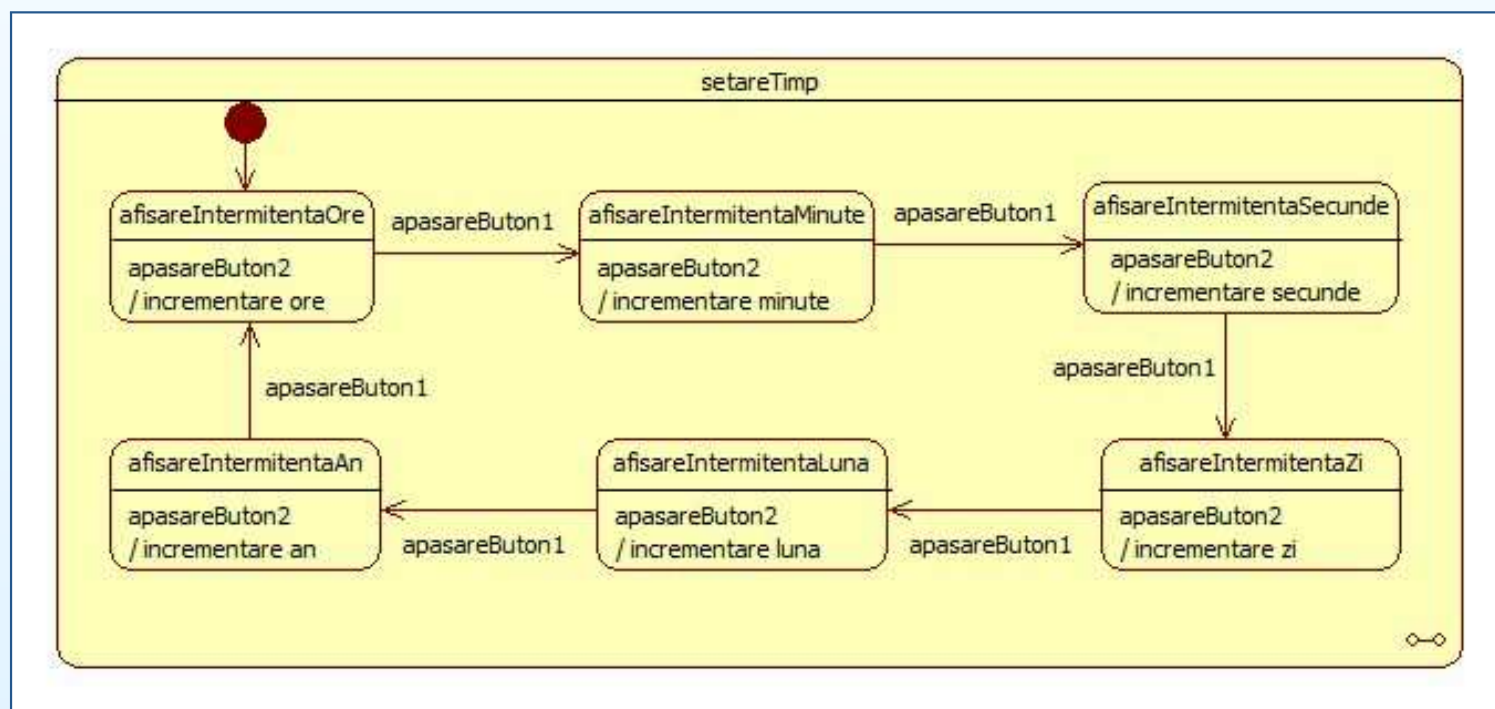 setareTimp
afisareIntermitentaOre
apasareButon2
/ incrementare ore
apasareButon1
afisareIntermitentaMinute
apasareButon2
/ incrementare minute
apasareButon1
afisareIntermitentaSecunde
apasareButon2
/ incrementare secunde
apasareButon1
apasareButon1
afisareIntermitentaAn
apasareButon2
/ incrementare an
apasareButon1
afisareIntermitentaLuna
apasareButon2
/ incrementare luna
apasareButon1
afisareIntermitentaZi
apasareButon2
/ incrementare zi